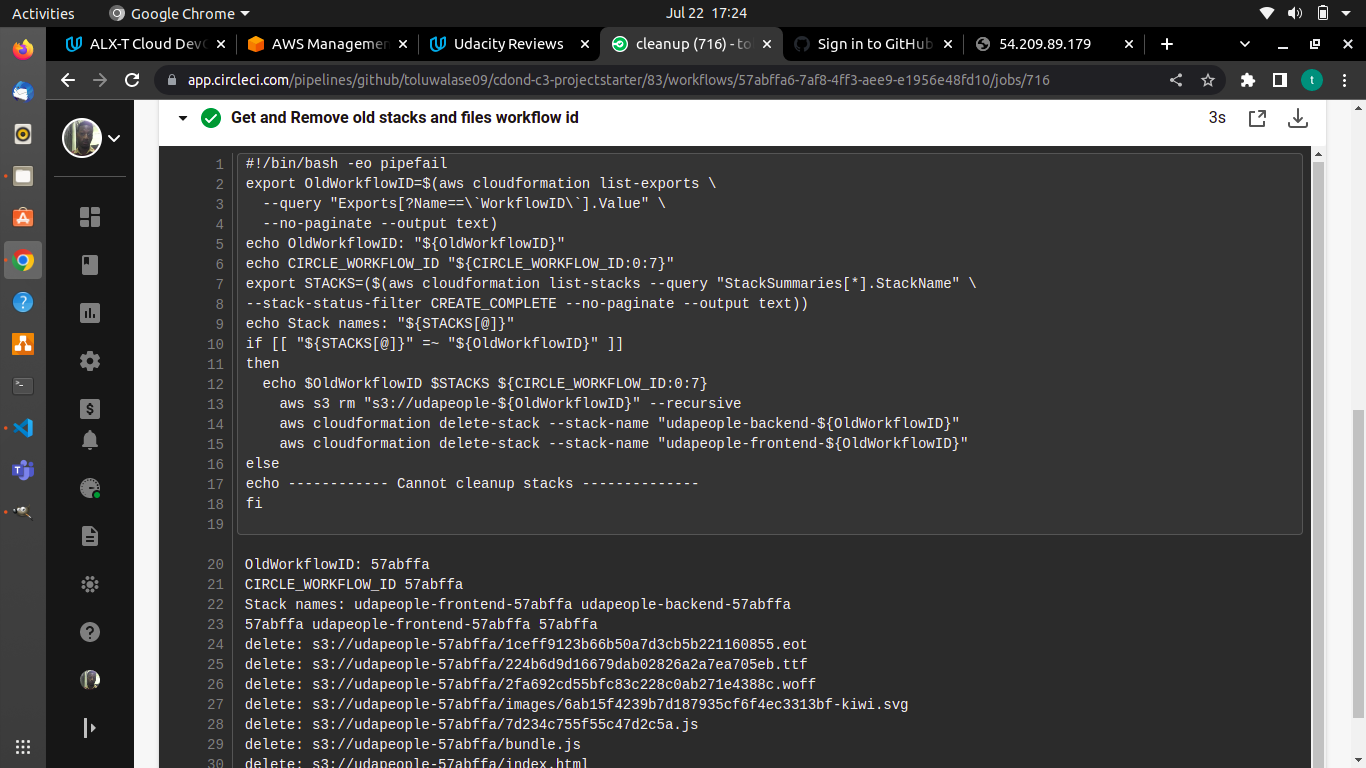 Activities
Google Chrome
Jul 22 17:24
ALX-T Cloud Dev
AWS Managemen
Udacity Reviews
cleanup (716) - to
Sign in to GitHub
54.209.89.179
app.circleci.com/pipelines/github/toluwalase09/cdond-c3-projectstarter/83/workflows/57abffa6-7af8-4ff3-aee9-e1956e48fd10/jobs/716
t
Get and Remove old stacks and files workflow id
3s
1 #!/bin/bash -eo pipefail
2 export OldWorkflowID=$(aws cloudformation list-exports \
3   --query "Exports[?Name==\`WorkflowID\`].Value" \
4   --no-paginate --output text)
5 echo OldWorkflowID: "${OldWorkflowID}"
6 echo CIRCLE_WORKFLOW_ID "${CIRCLE_WORKFLOW_ID:0:7}"
7 export STACKS=($(aws cloudformation list-stacks --query "StackSummaries[*].StackName" \
8 --stack-status-filter CREATE_COMPLETE --no-paginate --output text))
9 echo Stack names: "${STACKS[@]}"
10 if [[ "${STACKS[@]}" =~ "${OldWorkflowID}" ]]
11 then
12   echo $OldWorkflowID $STACKS ${CIRCLE_WORKFLOW_ID:0:7}
13     aws s3 rm "s3://udapeople-${OldWorkflowID}" --recursive
14     aws cloudformation delete-stack --stack-name "udapeople-backend-${OldWorkflowID}"
15     aws cloudformation delete-stack --stack-name "udapeople-frontend-${OldWorkflowID}"
16 else
17 echo ------------ Cannot cleanup stacks --------------
18 fi
19
20 OldWorkflowID: 57abffa
21 CIRCLE_WORKFLOW_ID 57abffa
22 Stack names: udapeople-frontend-57abffa udapeople-backend-57abffa
23 57abffa udapeople-frontend-57abffa 57abffa
24 delete: s3://udapeople-57abffa/1ceff9123b66b50a7d3cb5b221160855.eot
25 delete: s3://udapeople-57abffa/224b6d9d16679dab02826a2a7ea705eb.ttf
26 delete: s3://udapeople-57abffa/2fa692cd55bfc83c228c0ab271e4388c.woff
27 delete: s3://udapeople-57abffa/images/6ab15f4239b7d187935cf6f4ec3313bf-kiwi.svg
28 delete: s3://udapeople-57abffa/7d234c755f55c47d2c5a.js
29 delete: s3://udapeople-57abffa/bundle.js
30 delete: s3://udapeople-57abffa/index.html